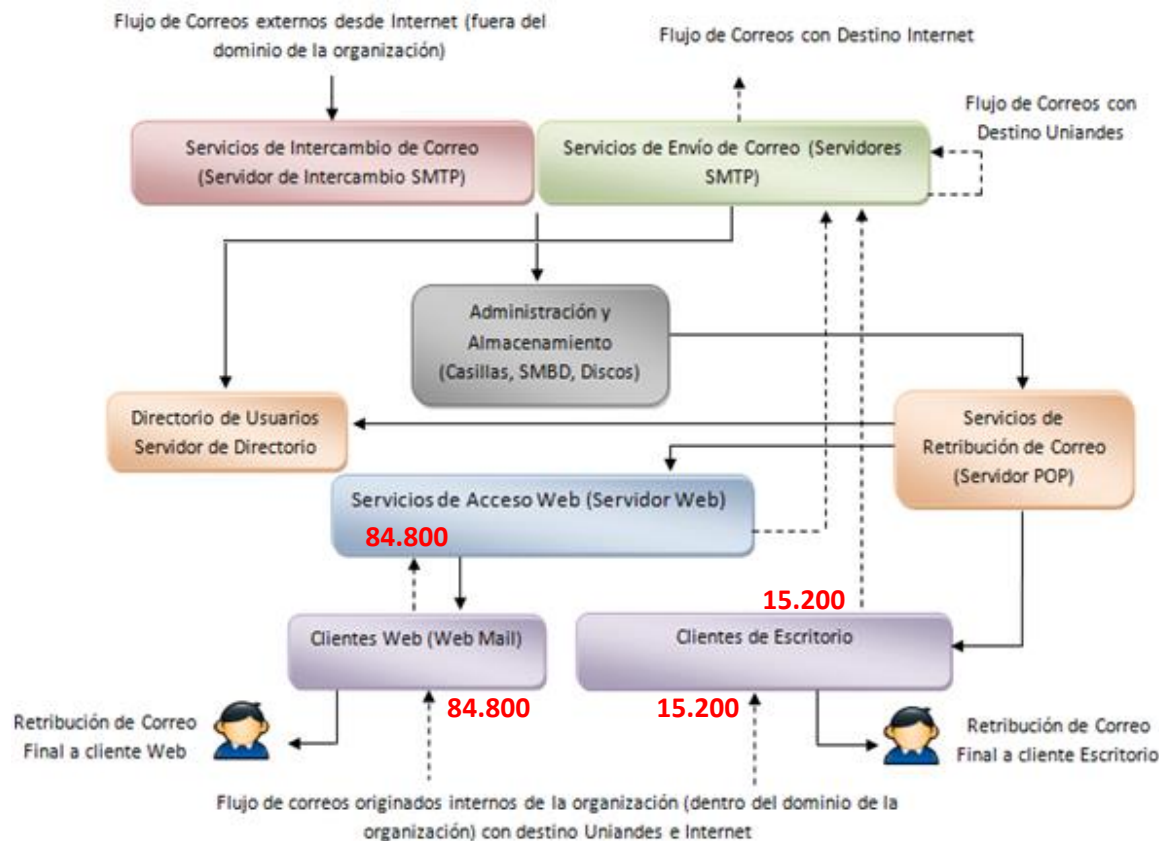 Flujo de Correos externos desde Internet (fuera del
dominio de la organización)
Flujo de Correos con Destino Internet
Flujo de Correos con
Destino Uniandes
Servicios de Intercambio de Correo
(Servidor de Intercambio SMTP)
Servicios de Envío de Correo (Servidores
SMTP)
Administración y
Almacenamiento
(Casillas, SMBD, Discos)
Directorio de Usuarios
Servidor de Directorio
Servicios de
Retribución de Correo
(Servidor POP)
Servicios de Acceso Web (Servidor Web)
84.800
15.200
Clientes Web (Web Mail)
Clientes de Escritorio
84.800
15.200
Retribución de Correo
Final a cliente Web
Retribución de Correo
Final a cliente Escritorio
Flujo de correos originados internos de la organización (dentro del dominio de la
organización) con destino Uniandes e Internet